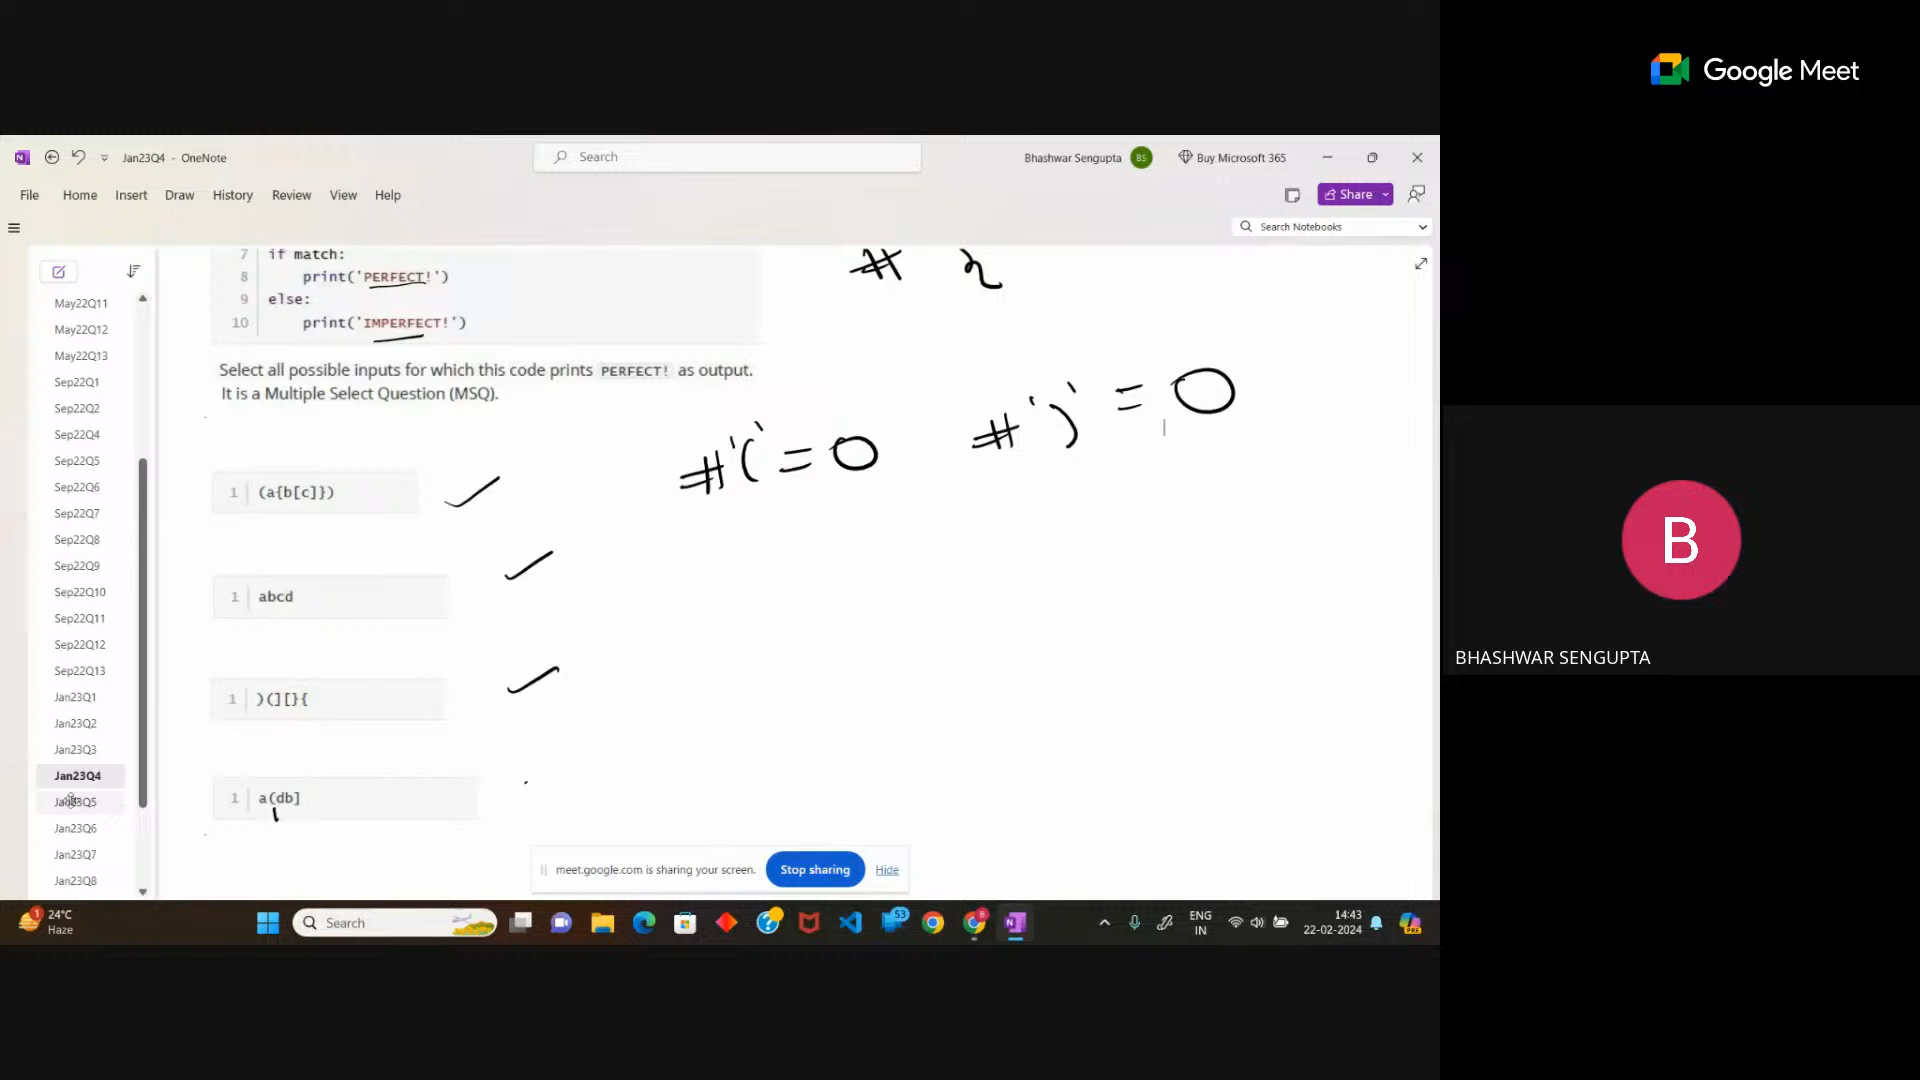 Google Meet
Jan23Q4 - OneNote
Search
Bhashwar Sengupta
BS
Buy Microsoft 365
File Home Insert Draw History Review View Help
Share
Search Notebooks
May22Q11
May22Q12
May22Q13
Sep22Q1
Sep22Q2
Sep22Q4
Sep22Q5
Sep22Q6
Sep22Q7
Sep22Q8
Sep22Q9
Sep22Q10
Sep22Q11
Sep22Q12
Sep22Q13
Jan23Q1
Jan23Q2
Jan23Q3
Jan23Q4
Jan23Q5
Jan23Q6
Jan23Q7
Jan23Q8
7 if match:
8 print('PERFECT!')
9 else:
10 print('IMPERFECT!')
Select all possible inputs for which this code prints PERFECT! as output.
It is a Multiple Select Question (MSQ).
#'(' = 0 #')' = 0
1 (a{b[c]})
1 abcd
1 )(][}{
1 a(db]
meet.google.com is sharing your screen.
Stop sharing
Hide
B
BHASHWAR SENGUPTA
1
24°C
Haze
Search
53
ENG
IN
14:43
22-02-2024